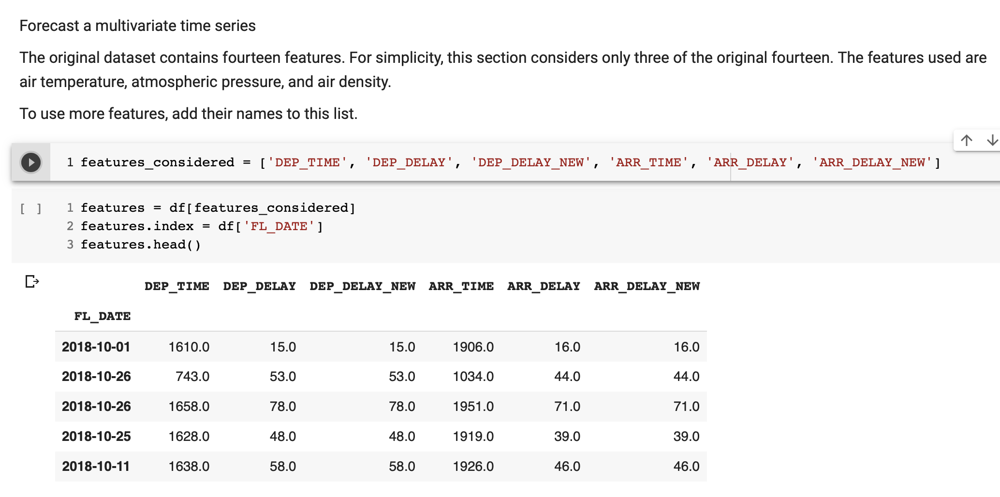 Forecast a multivariate time series
The original dataset contains fourteen features. For simplicity, this section considers only three of the original fourteen. The features used are
air temperature, atmospheric pressure, and air density.
To use more features, add their names to this list.
1 features_considered = ['DEP_TIME', 'DEP_DELAY', 'DEP_DELAY_NEW', 'ARR_TIME', 'ARR_DELAY', 'ARR_DELAY_NEW']
[ ] 1 features = df[features_considered]
2 features.index = df['FL_DATE']
3 features.head()
DEP_TIME DEP_DELAY DEP_DELAY_NEW ARR_TIME ARR_DELAY ARR_DELAY_NEW
FL_DATE
2018-10-01 1610.0 15.0 15.0 1906.0 16.0 16.0
2018-10-26 743.0 53.0 53.0 1034.0 44.0 44.0
2018-10-26 1658.0 78.0 78.0 1951.0 71.0 71.0
2018-10-25 1628.0 48.0 48.0 1919.0 39.0 39.0
2018-10-11 1638.0 58.0 58.0 1926.0 46.0 46.0